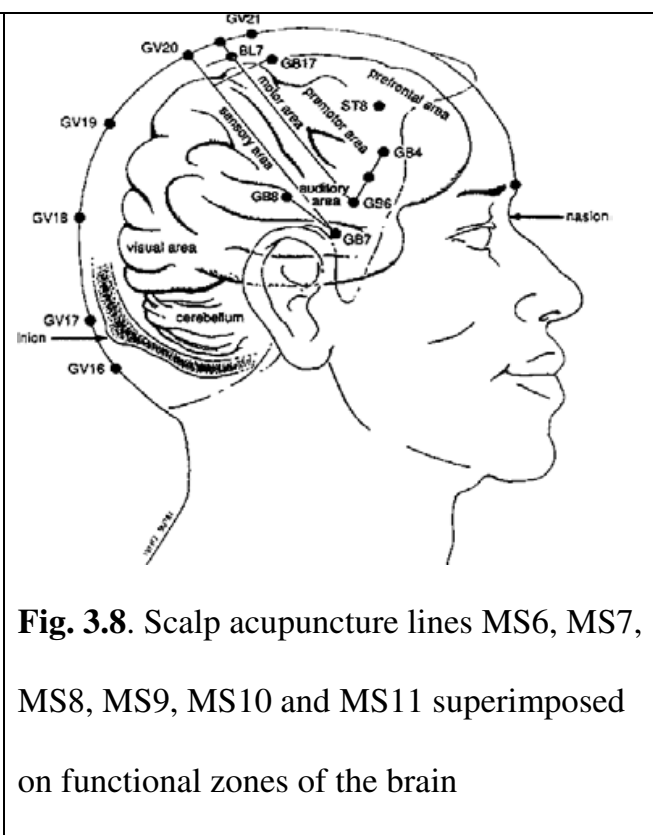 GV21
GV20
BL7
GB17
prefrontal area
motor area
premotor area
ST8
sensory area
GV19
GB4
auditory
area
GB8
GB6
GV18
nasion
GB7
visual area
GV17
cerebellum
Inion
GV16
Fig. 3.8. Scalp acupuncture lines MS6, MS7,
MS8, MS9, MS10 and MS11 superimposed
on functional zones of the brain